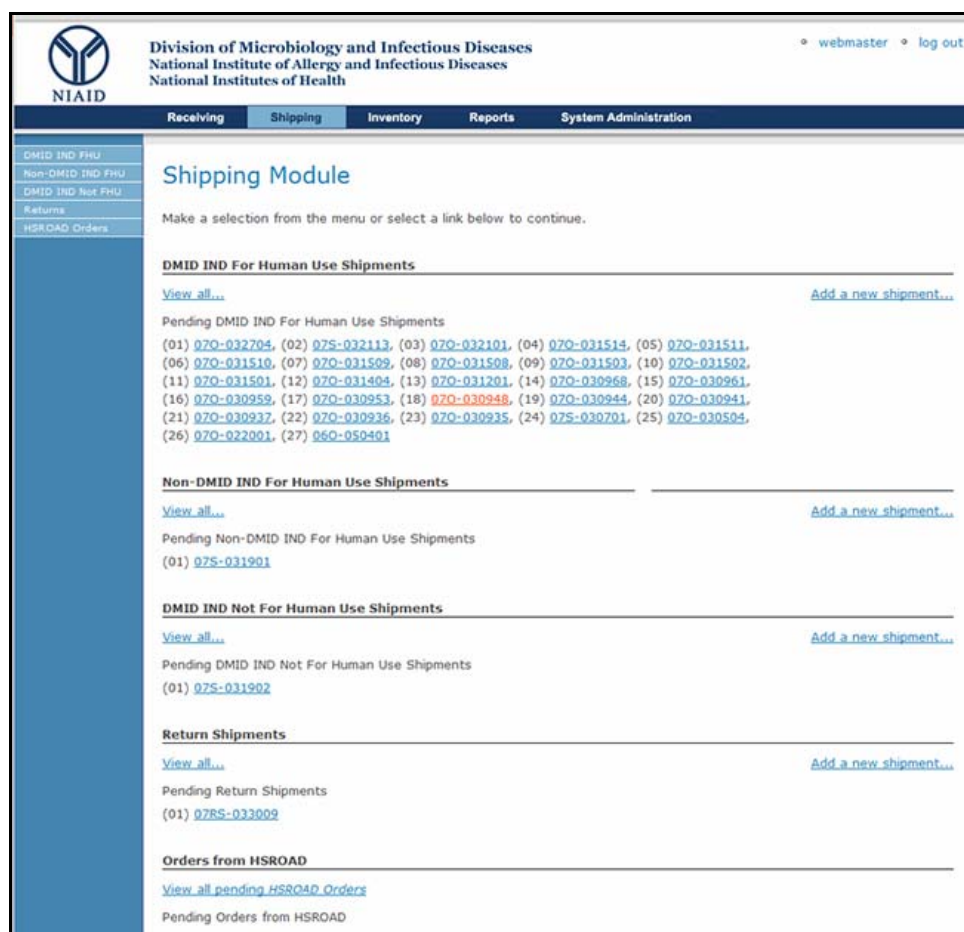 NIAID
Division of Microbiology and Infectious Diseases
National Institute of Allergy and Infectious Diseases
National Institutes of Health
webmaster log out
Receiving Shipping Inventory Reports System Administration
DMID IND FHU
Non-DMID IND FHU
DMID IND Not FHU
Returns
HSROAD Orders
Shipping Module
Make a selection from the menu or select a link below to continue.
DMID IND For Human Use Shipments
View all... Add a new shipment...
Pending DMID IND For Human Use Shipments
(01) 07O-032704, (02) 07S-032113, (03) 07O-032101, (04) 07O-031514, (05) 07O-031511,
(06) 07O-031510, (07) 07O-031509, (08) 07O-031508, (09) 07O-031503, (10) 07O-031502,
(11) 07O-031501, (12) 07O-031404, (13) 07O-031201, (14) 07O-030968, (15) 07O-030961,
(16) 07O-030959, (17) 07O-030953, (18) 07O-030948, (19) 07O-030944, (20) 07O-030941,
(21) 07O-030937, (22) 07O-030936, (23) 07O-030935, (24) 07S-030701, (25) 07O-030504,
(26) 07O-022001, (27) 06O-050401
Non-DMID IND For Human Use Shipments
View all... Add a new shipment...
Pending Non-DMID IND For Human Use Shipments
(01) 07S-031901
DMID IND Not For Human Use Shipments
View all... Add a new shipment...
Pending DMID IND Not For Human Use Shipments
(01) 07S-031902
Return Shipments
View all... Add a new shipment...
Pending Return Shipments
(01) 07RS-033009
Orders from HSROAD
View all pending HSROAD Orders
Pending Orders from HSROAD